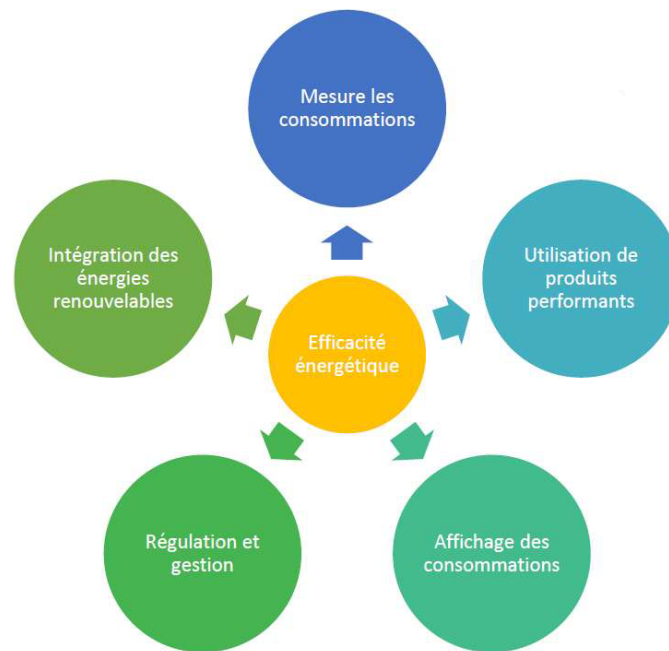 Mesure les
consommations
Intégration des
énergies
renouvelables
Utilisation de
produits
performants
Efficacité
énergétique
Régulation et
gestion
Affichage des
consommations